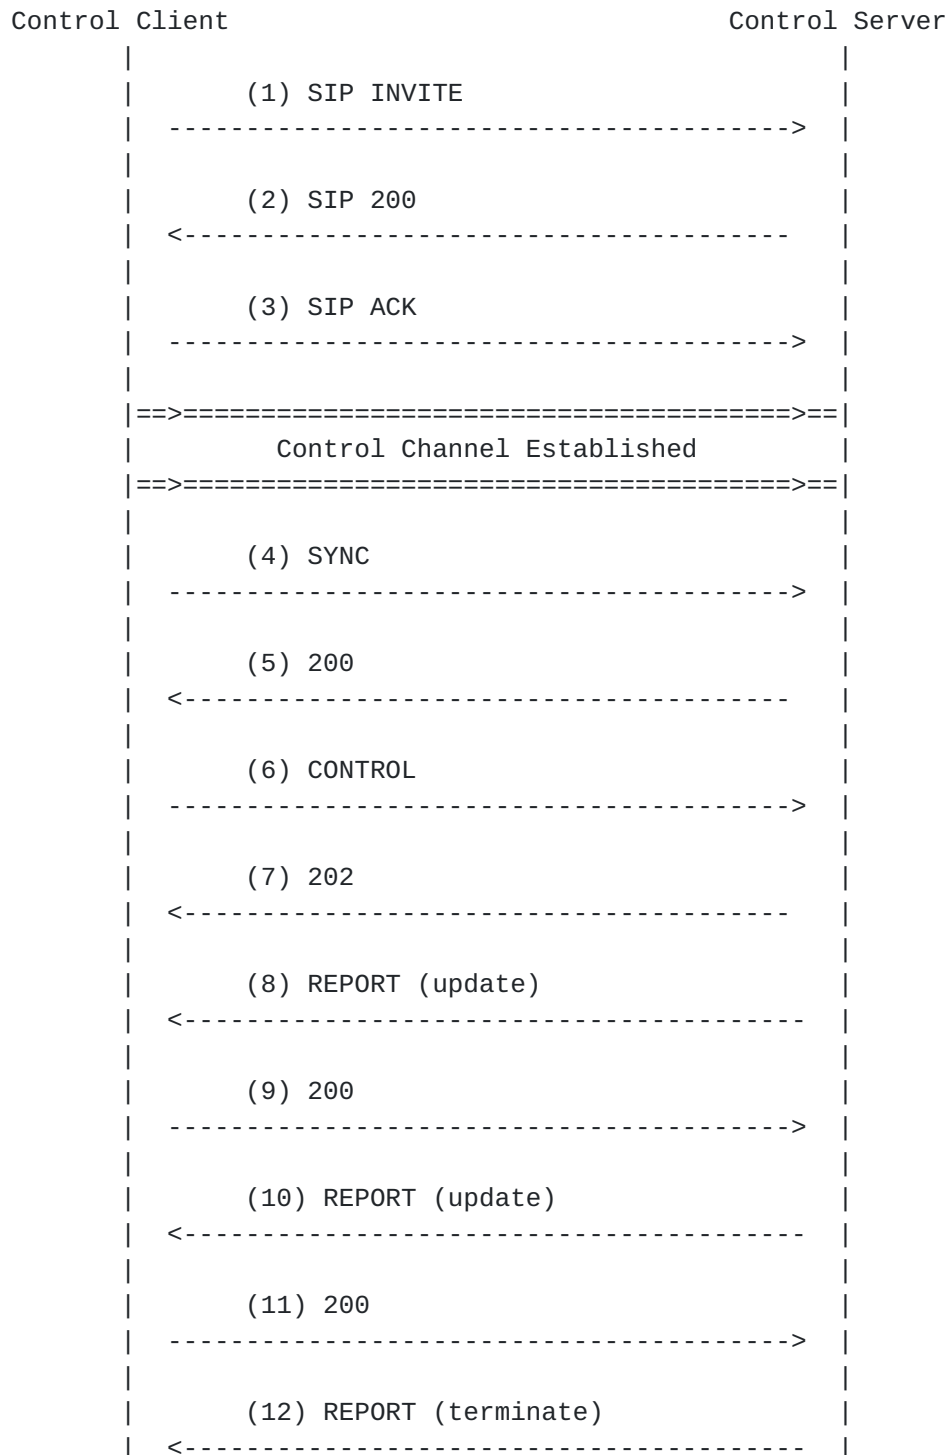 Control Client                                Control Server
(1) SIP INVITE
(2) SIP 200
(3) SIP ACK
Control Channel Established
(4) SYNC
(5) 200
(6) CONTROL
(7) 202
(8) REPORT (update)
(9) 200
(10) REPORT (update)
(11) 200
(12) REPORT (terminate)